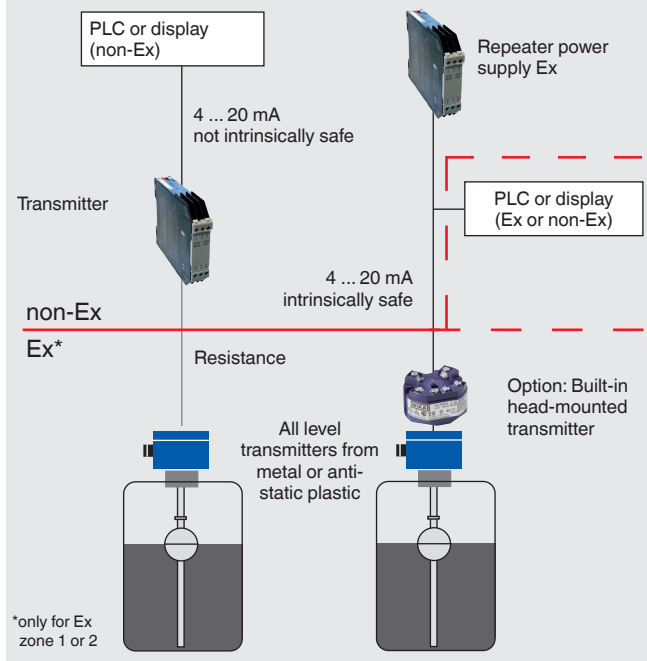 PLC or display
(non-Ex)
4 ... 20 mA
not intrinsically safe
Transmitter
Repeater power
supply Ex
PLC or display
(Ex or non-Ex)
4 ... 20 mA
intrinsically safe
non-Ex
Ex*
Resistance
Option: Built-in
head-mounted
transmitter
All level
transmitters from
metal or anti-
static plastic
*only for Ex
zone 1 or 2
WIKA